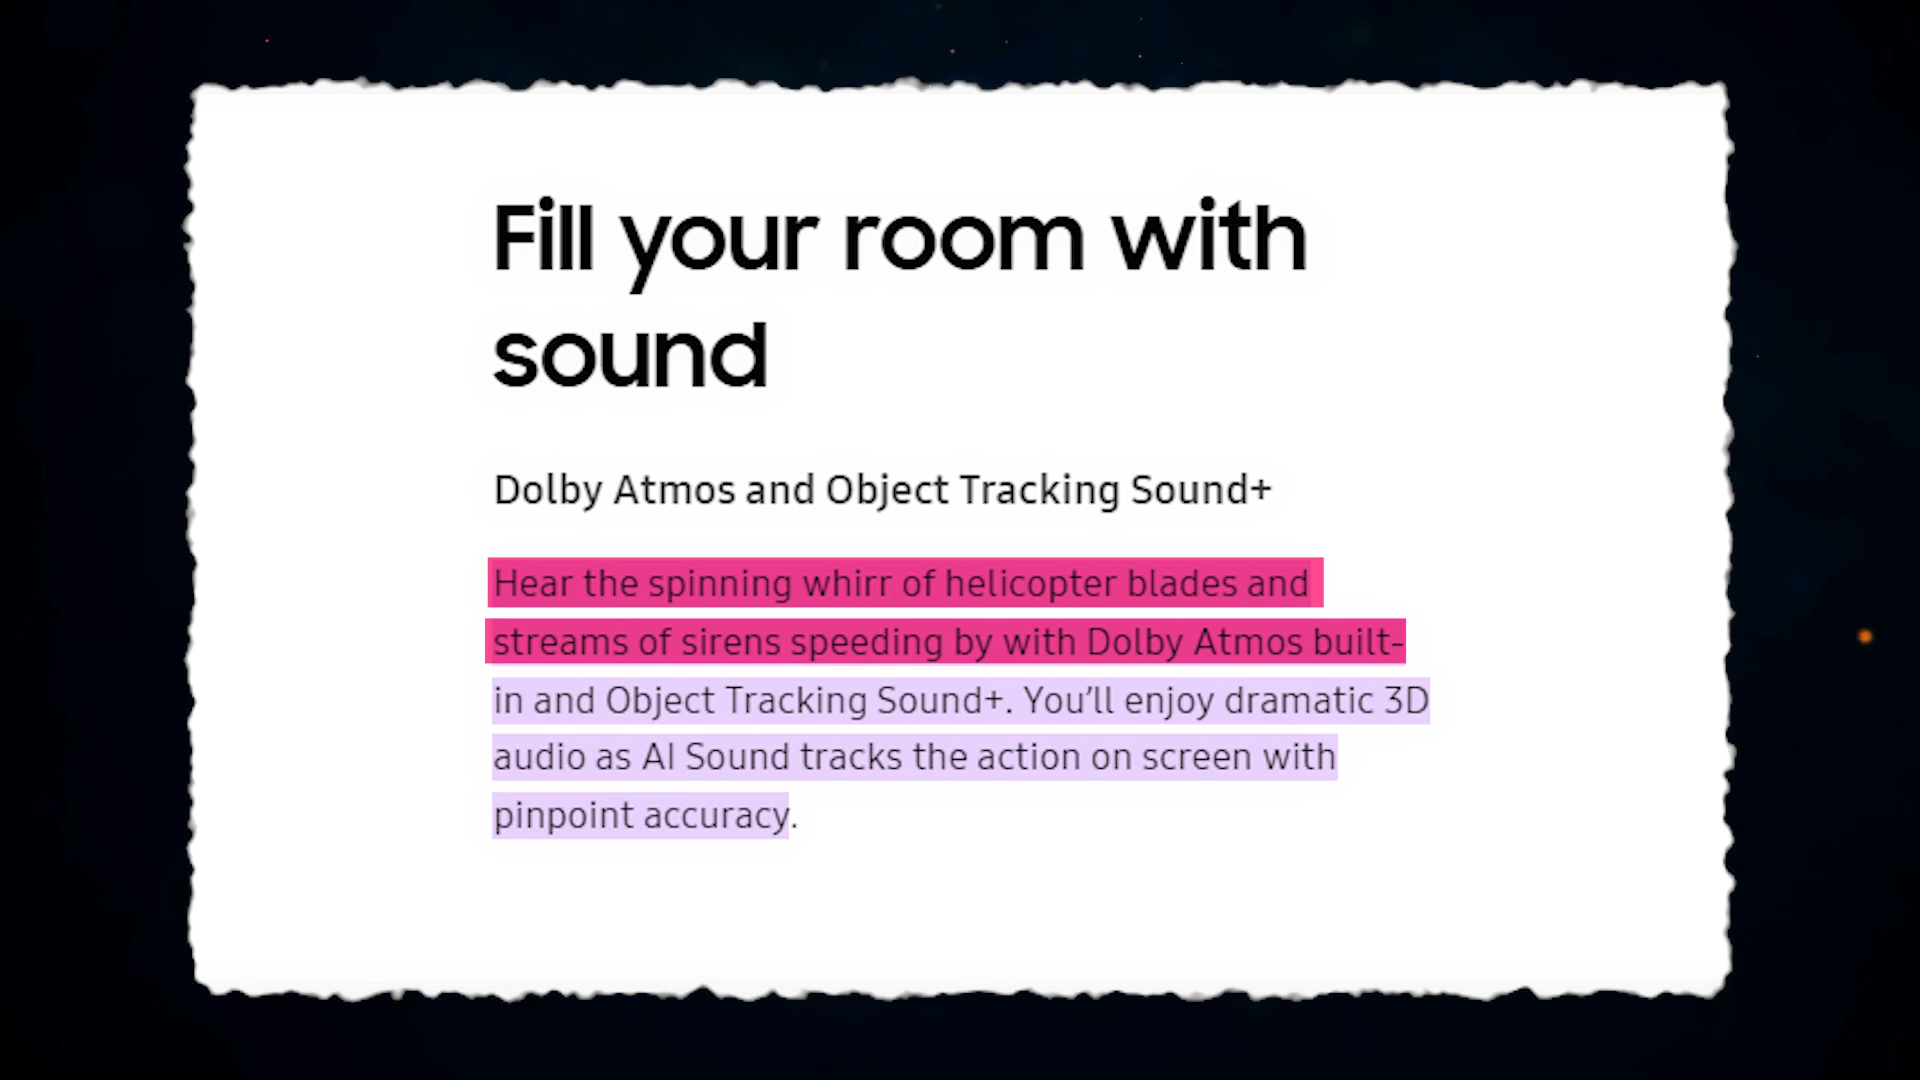 Fill your room with
sound
Dolby Atmos and Object Tracking Sound+
Hear the spinning whirr of helicopter blades and
streams of sirens speeding by with Dolby Atmos built-
in and Object Tracking Sound+. You’ll enjoy dramatic 3D
audio as AI Sound tracks the action on screen with
pinpoint accuracy.